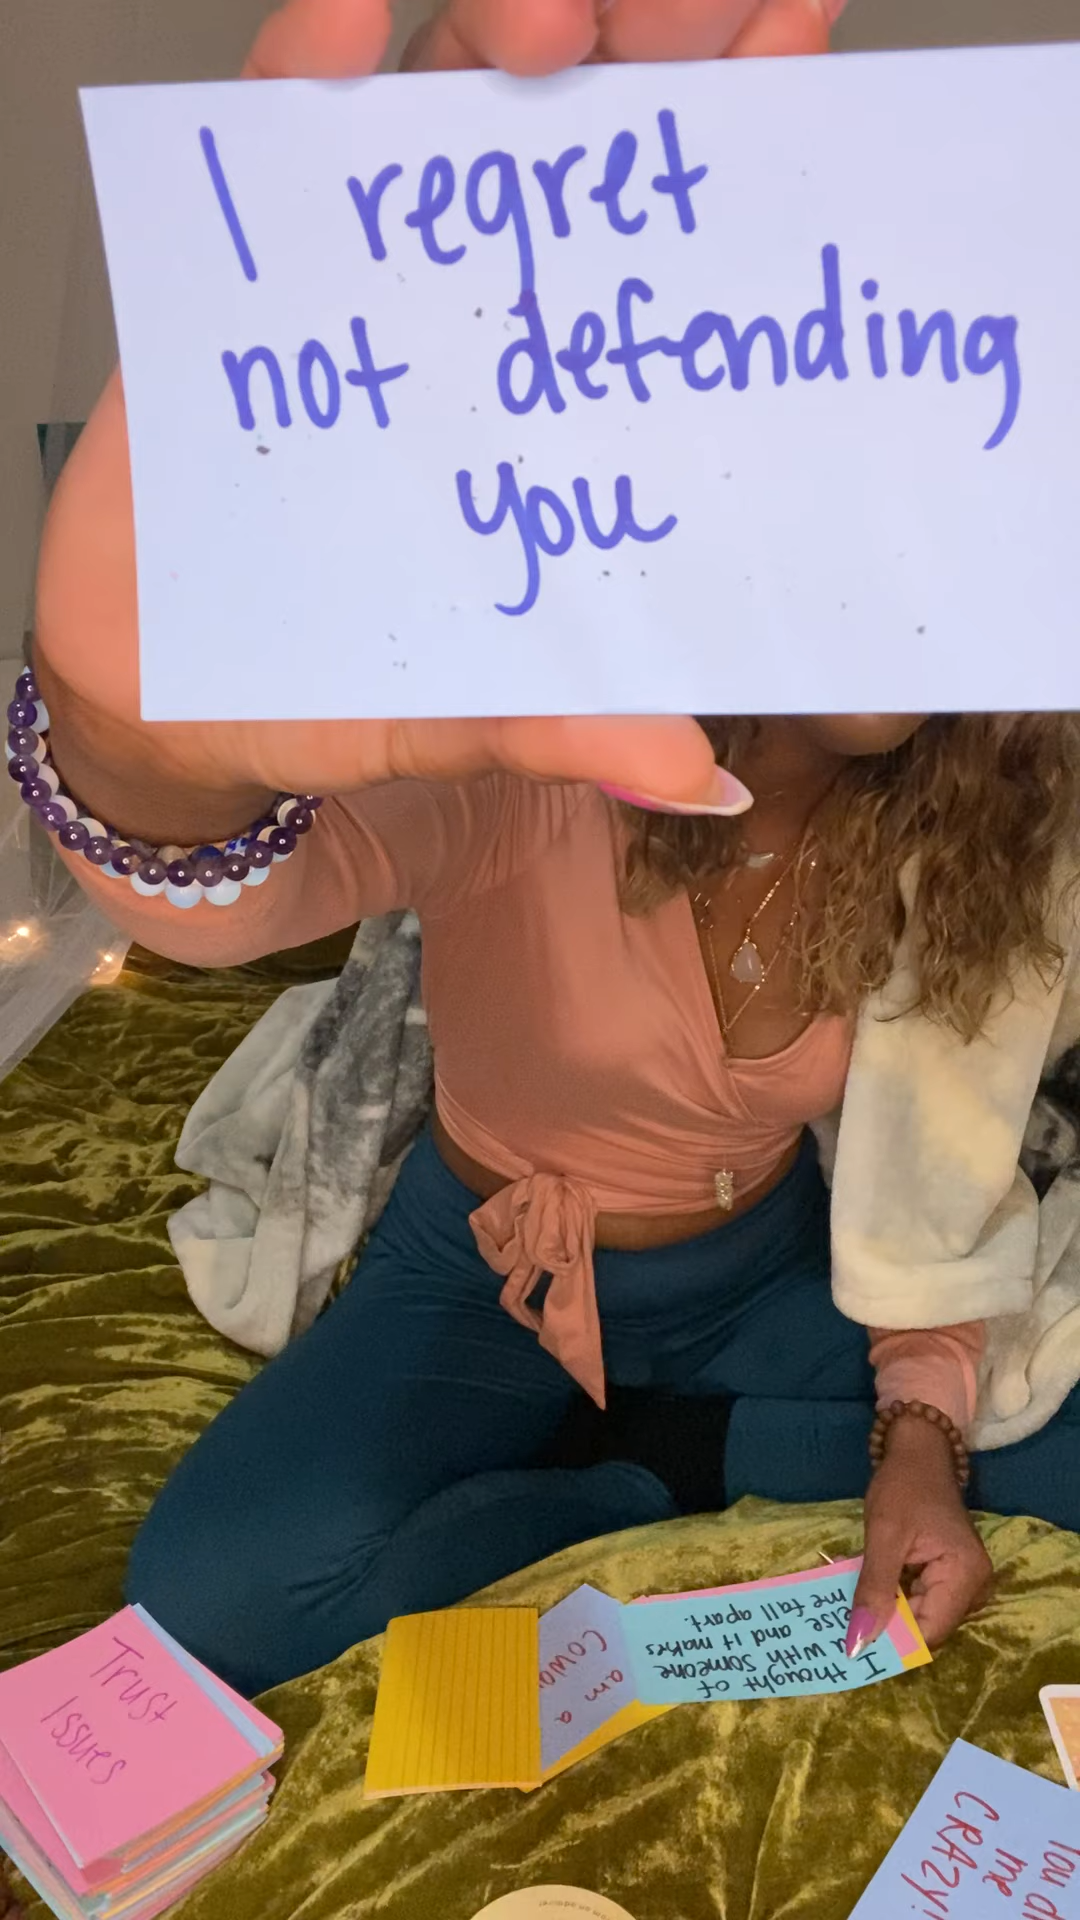 I regret
not defending
you
I
thought of
u with someone
else and it makes
me fall apart.
am a
Cowa
Trust
Issues
You d
me
CRAZY!